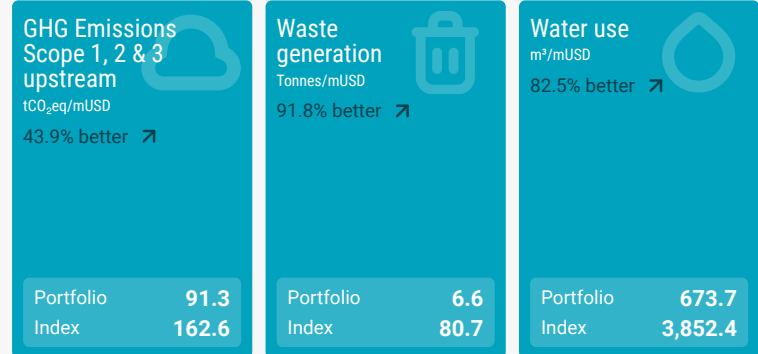 GHG Emissions
Scope 1, 2 & 3
upstream
tCO₂eq/mUSD
43.9% better
Portfolio 91.3
Index 162.6
Waste
generation
Tonnes/mUSD
91.8% better
Portfolio 6.6
Index 80.7
Water use
m³/mUSD
82.5% better
Portfolio 673.7
Index 3,852.4